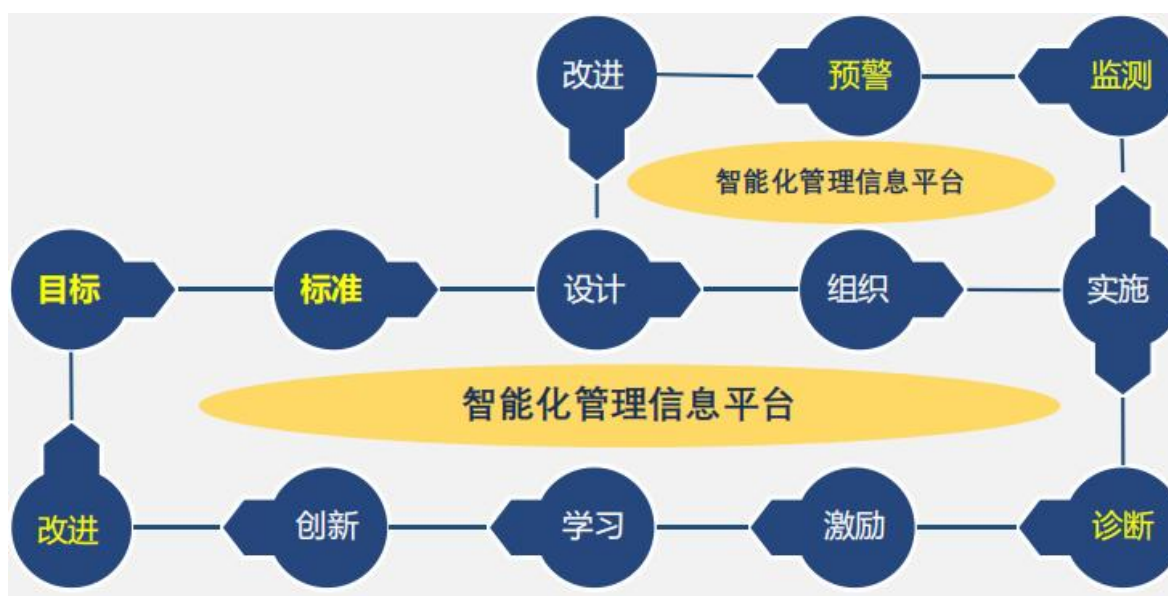 改进
预警
监测
智能化管理信息平台
目标
标准
设计
组织
实施
智能化管理信息平台
改进
创新
学习
激励
诊断